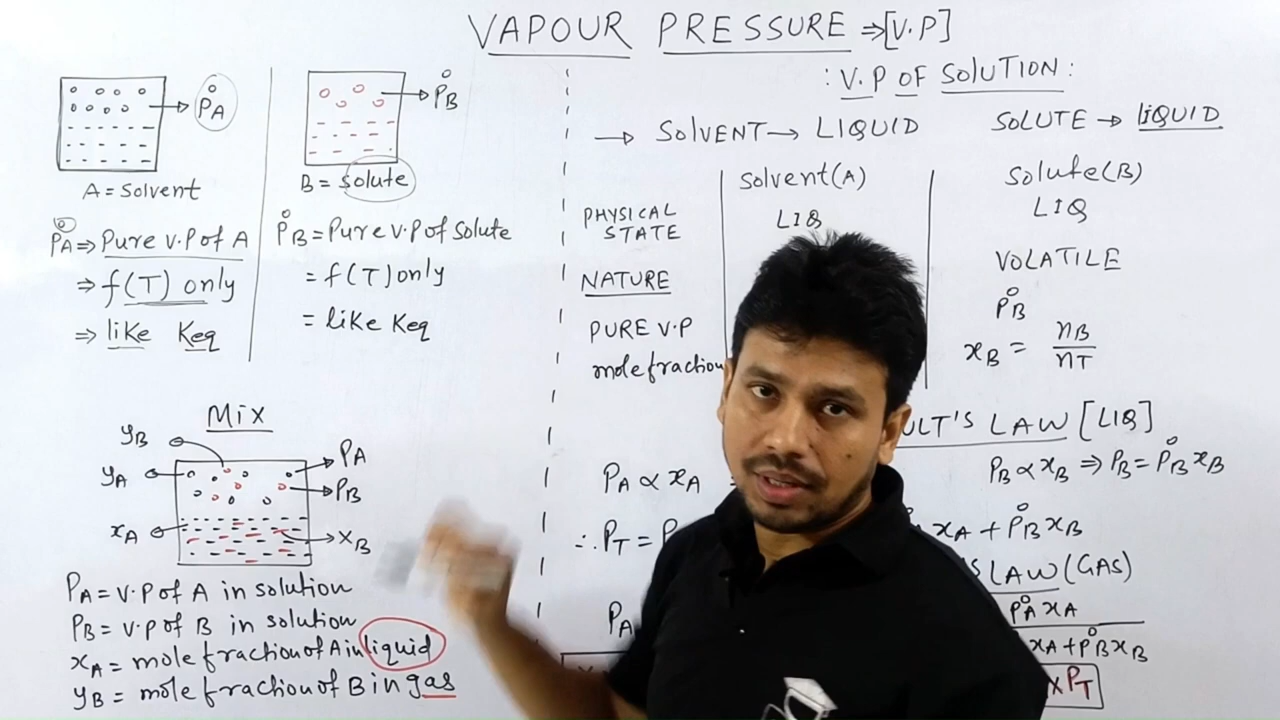 VAPOUR PRESSURE ⇒[V.P]
P̊A
A = Solvent
P̊B
B = Solute
P̊A ⇒ Pure V.P of A
⇒ f(T) only
⇒ like Keq
P̊B = Pure V.P of Solute
= f(T) only
= like Keq
Mix
yB
yA
xA
PA
PB
xB
PA = V.P of A in solution
PB = V.P of B in solution
xA = mole fraction of A in liquid
yB = mole fraction of B in gas
: V.P OF SOLUTION :
→ SOLVENT → LIQUID
SOLUTE → LIQUID
Solvent(A)
Solute(B)
PHYSICAL STATE
LIQ
LIQ
NATURE
VOLATILE
PURE V.P
P̊B
mole fraction
xB = nB/nT
ULT'S LAW [LIQ]
PA ∝ xA
PB ∝ xB ⇒ PB = P̊B xB
∴ PT = P
xA + P̊B xB
S LAW (GAS)
PA
P̊A xA
xA + P̊B xB
x PT